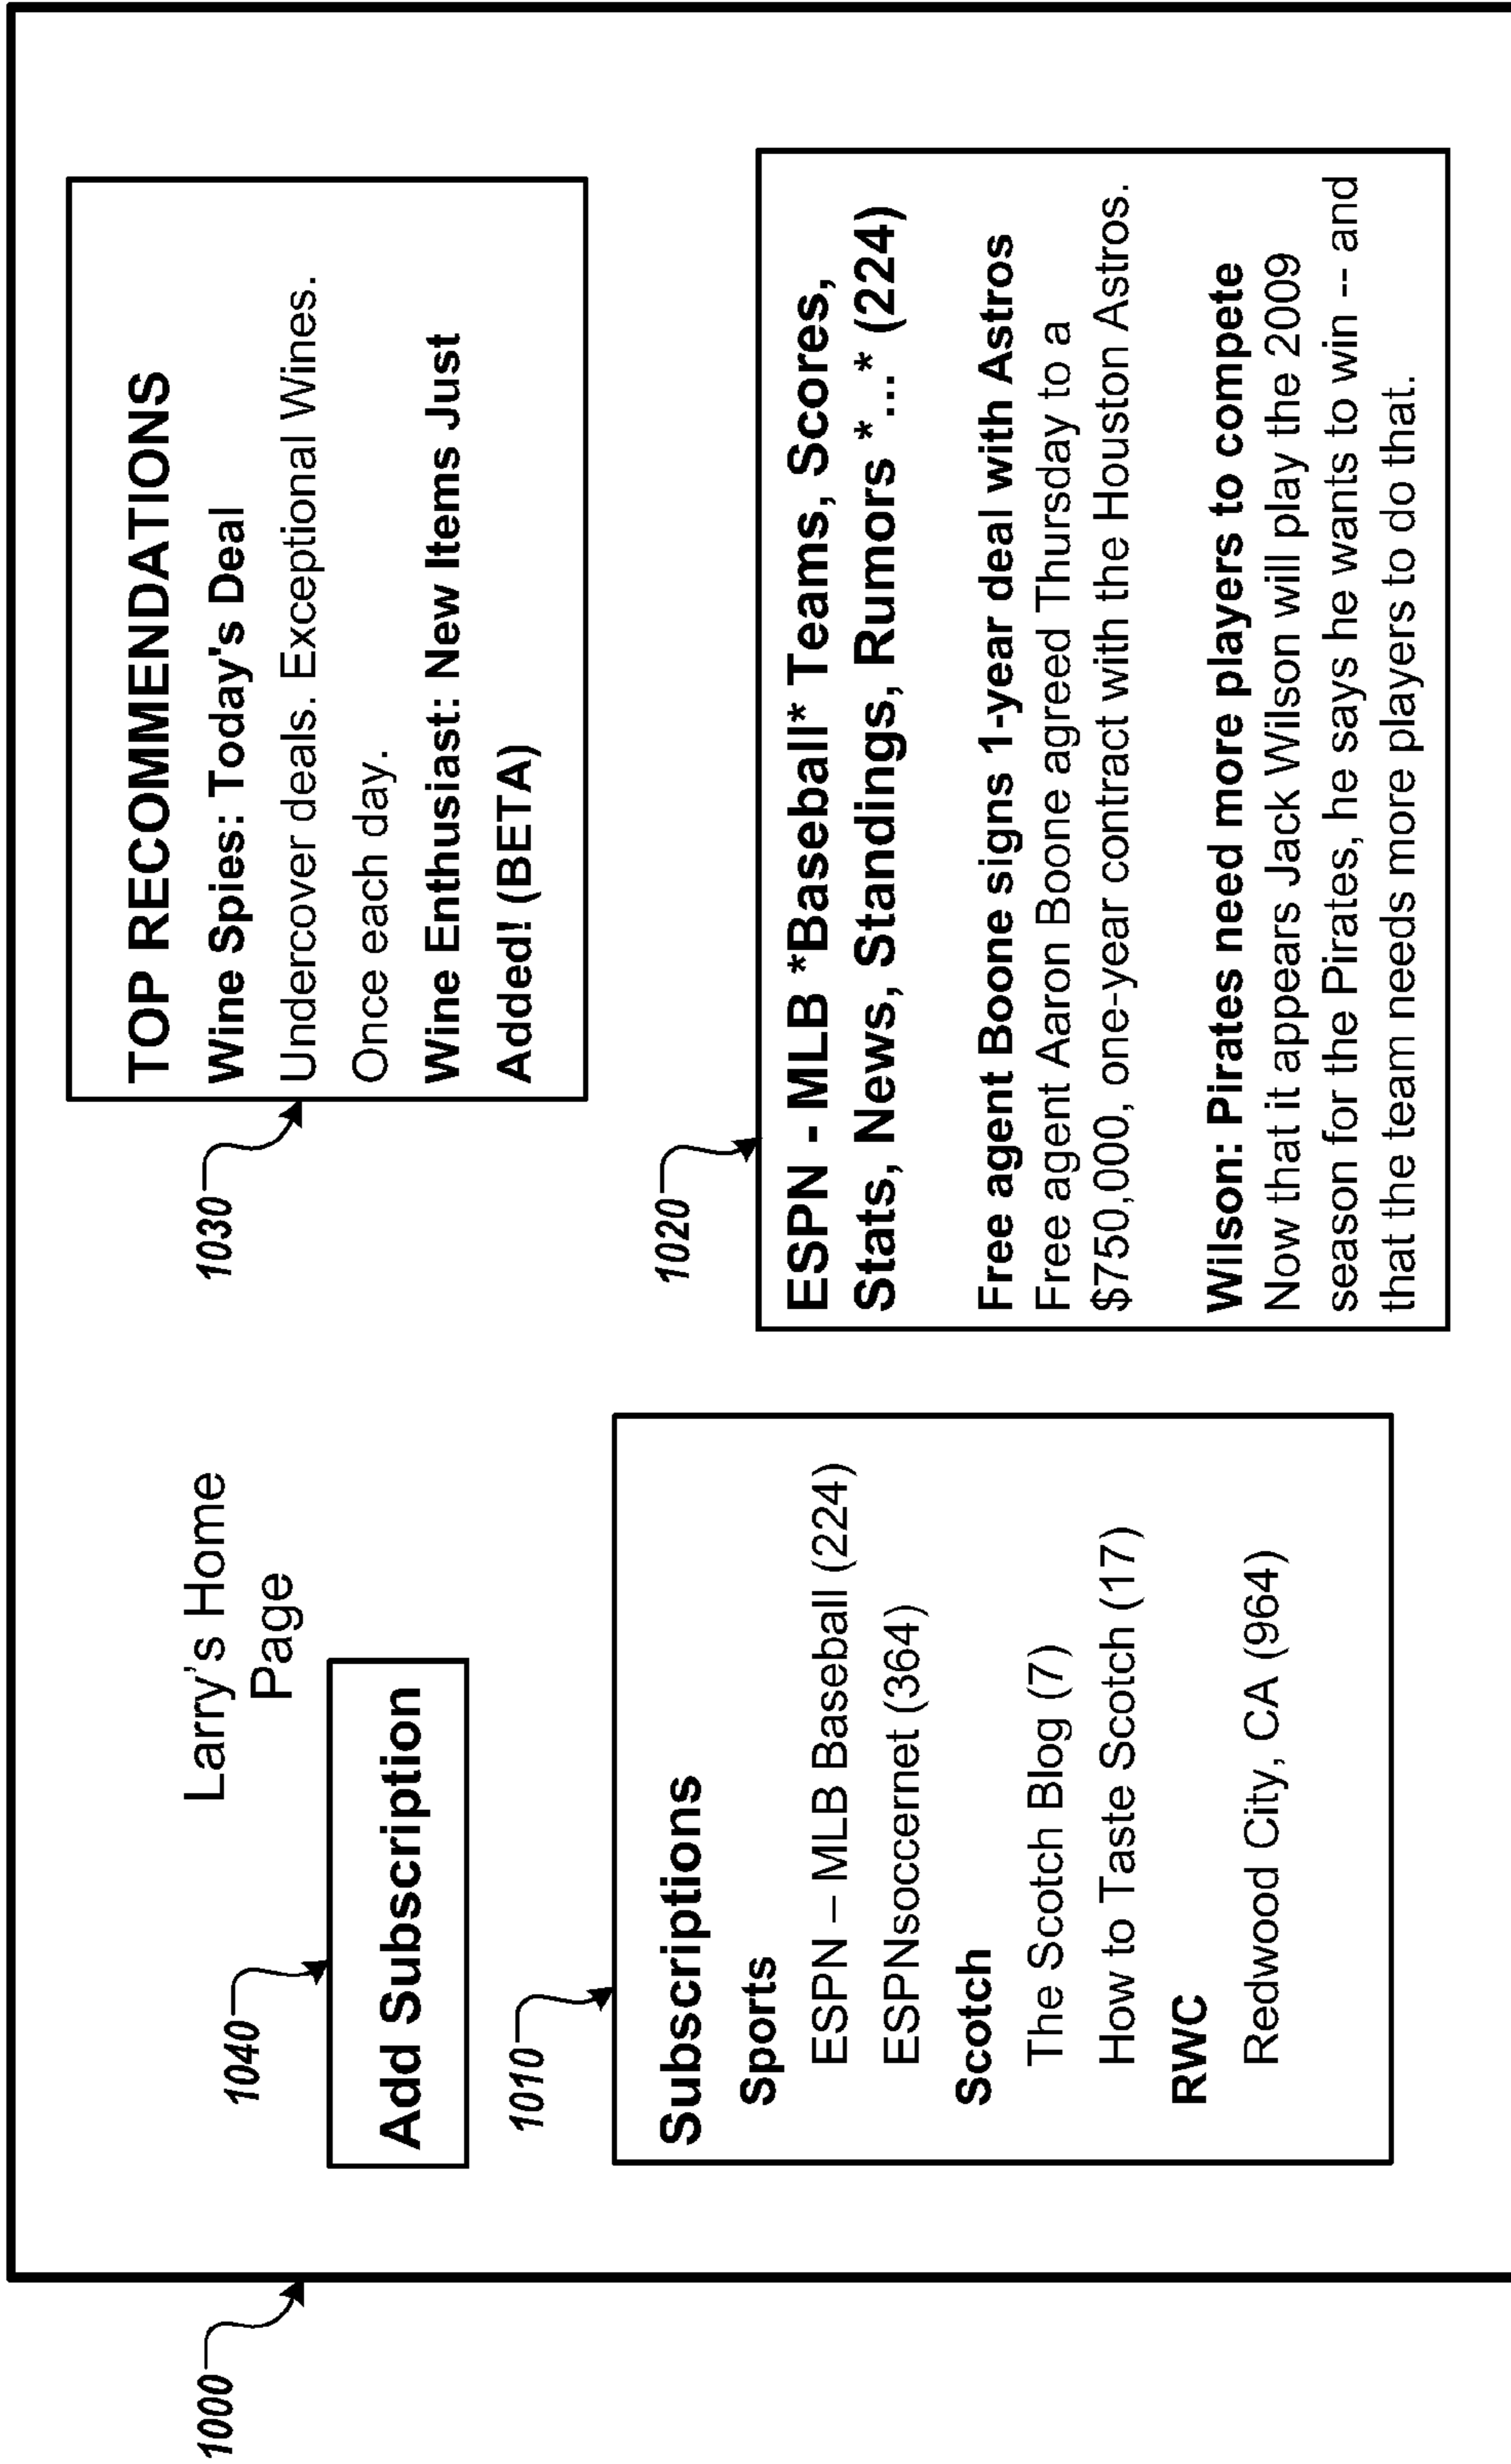 1000
Larry's Home
Page
1040
Add Subscription
1010
Subscriptions
Sports
ESPN – MLB Baseball (224)
ESPNsoccernet (364)
Scotch
The Scotch Blog (7)
How to Taste Scotch (17)
RWC
Redwood City, CA (964)
1030
TOP RECOMMENDATIONS
Wine Spies: Today's Deal
Undercover deals. Exceptional Wines.
Once each day.
Wine Enthusiast: New Items Just
Added! (BETA)
1020
ESPN - MLB *Baseball* Teams, Scores,
Stats, News, Standings, Rumors *...* (224)
Free agent Boone signs 1-year deal with Astros
Free agent Aaron Boone agreed Thursday to a
$750,000, one-year contract with the Houston Astros.
Wilson: Pirates need more players to compete
Now that it appears Jack Wilson will play the 2009
season for the Pirates, he says he wants to win -- and
that the team needs more players to do that.